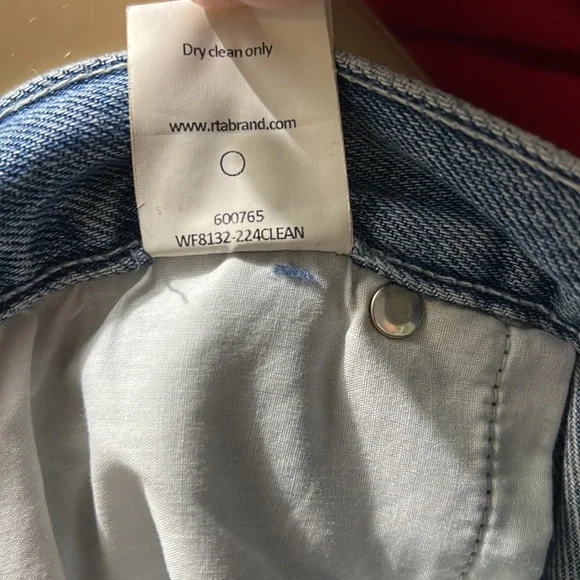 Dry clean only
www.rtabrand.com
600765
WF8132-224CLEAN